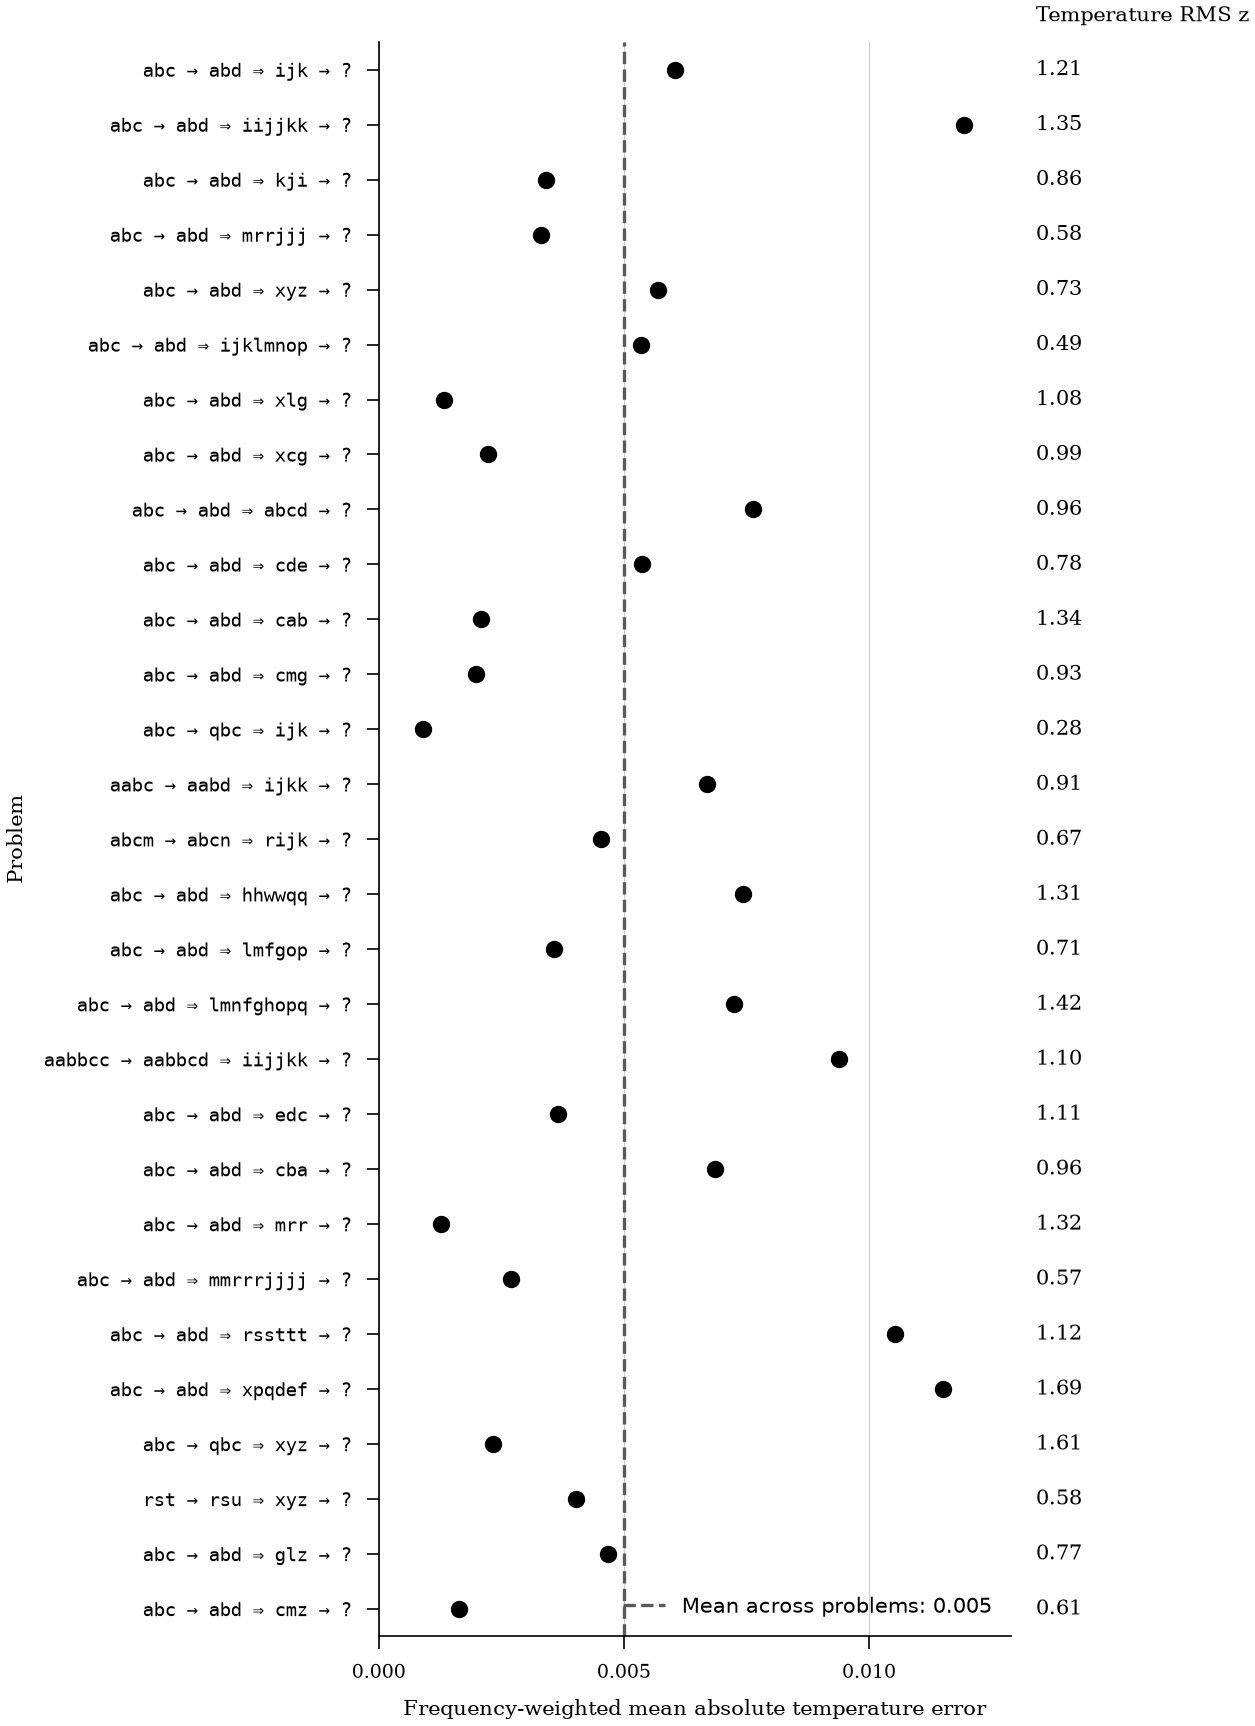 Temperature RMS z
abc → abd ⇒ ijk → ? 1.21
abc → abd ⇒ iijjkk → ? 1.35
abc → abd ⇒ kji → ? 0.86
abc → abd ⇒ mrrjjj → ? 0.58
abc → abd ⇒ xyz → ? 0.73
abc → abd ⇒ ijklmnop → ? 0.49
abc → abd ⇒ xlg → ? 1.08
abc → abd ⇒ xcg → ? 0.99
abc → abd ⇒ abcd → ? 0.96
abc → abd ⇒ cde → ? 0.78
abc → abd ⇒ cab → ? 1.34
abc → abd ⇒ cmg → ? 0.93
abc → qbc ⇒ ijk → ? 0.28
aabc → aabd ⇒ ijkk → ? 0.91
abcm → abcn ⇒ rijk → ? 0.67
abc → abd ⇒ hhwwqq → ? 1.31
abc → abd ⇒ lmfgop → ? 0.71
abc → abd ⇒ lmnfghopq → ? 1.42
aabbcc → aabbcd ⇒ iijjkk → ? 1.10
abc → abd ⇒ edc → ? 1.11
abc → abd ⇒ cba → ? 0.96
abc → abd ⇒ mrr → ? 1.32
abc → abd ⇒ mmrrrjjjj → ? 0.57
abc → abd ⇒ rssttt → ? 1.12
abc → abd ⇒ xpqdef → ? 1.69
abc → qbc ⇒ xyz → ? 1.61
rst → rsu ⇒ xyz → ? 0.58
abc → abd ⇒ glz → ? 0.77
abc → abd ⇒ cmz → ? 0.61
Problem
Mean across problems: 0.005
0.000 0.005 0.010
Frequency-weighted mean absolute temperature error